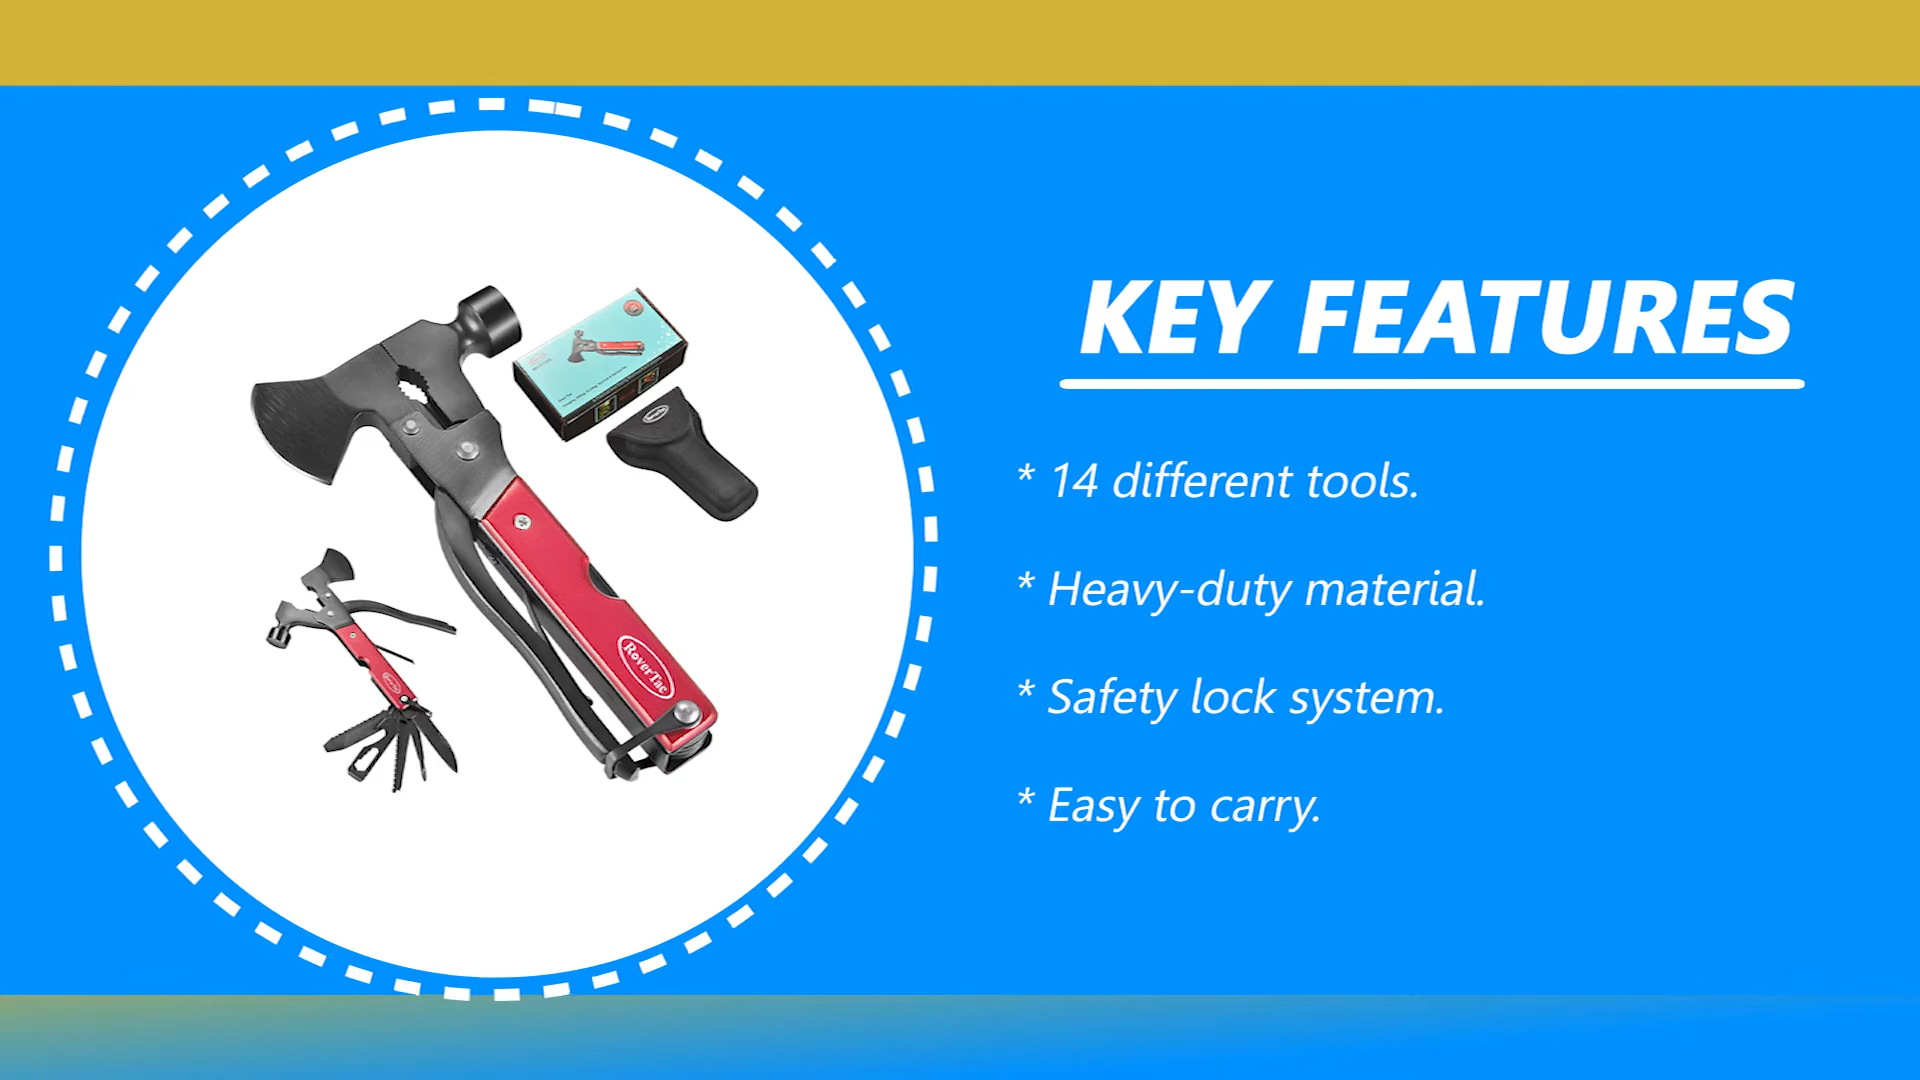 KEY FEATURES
* 14 different tools.
* Heavy-duty material.
* Safety lock system.
* Easy to carry.
RoverTac